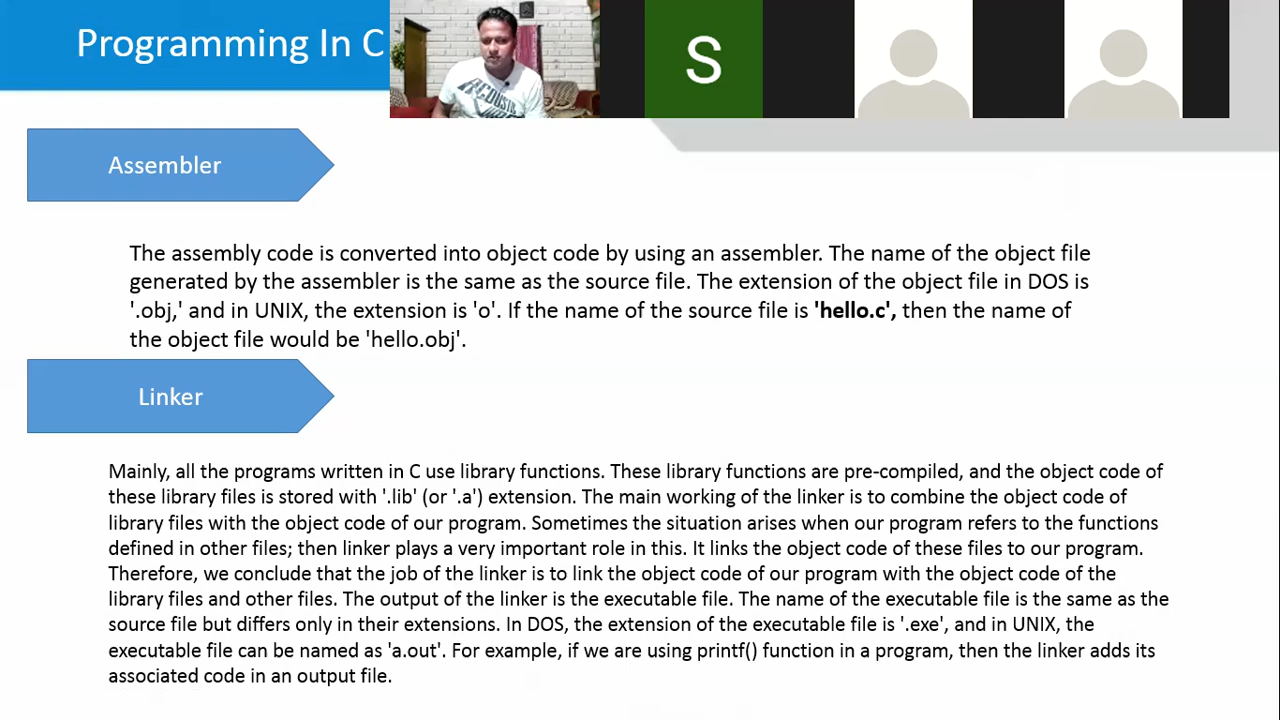 Programming In C
S
ACOUSTIC
Assembler
The assembly code is converted into object code by using an assembler. The name of the object file
generated by the assembler is the same as the source file. The extension of the object file in DOS is
'.obj,' and in UNIX, the extension is 'o'. If the name of the source file is 'hello.c', then the name of
the object file would be 'hello.obj'.
Linker
Mainly, all the programs written in C use library functions. These library functions are pre-compiled, and the object code of
these library files is stored with '.lib' (or '.a') extension. The main working of the linker is to combine the object code of
library files with the object code of our program. Sometimes the situation arises when our program refers to the functions
defined in other files; then linker plays a very important role in this. It links the object code of these files to our program.
Therefore, we conclude that the job of the linker is to link the object code of our program with the object code of the
library files and other files. The output of the linker is the executable file. The name of the executable file is the same as the
source file but differs only in their extensions. In DOS, the extension of the executable file is '.exe', and in UNIX, the
executable file can be named as 'a.out'. For example, if we are using printf() function in a program, then the linker adds its
associated code in an output file.